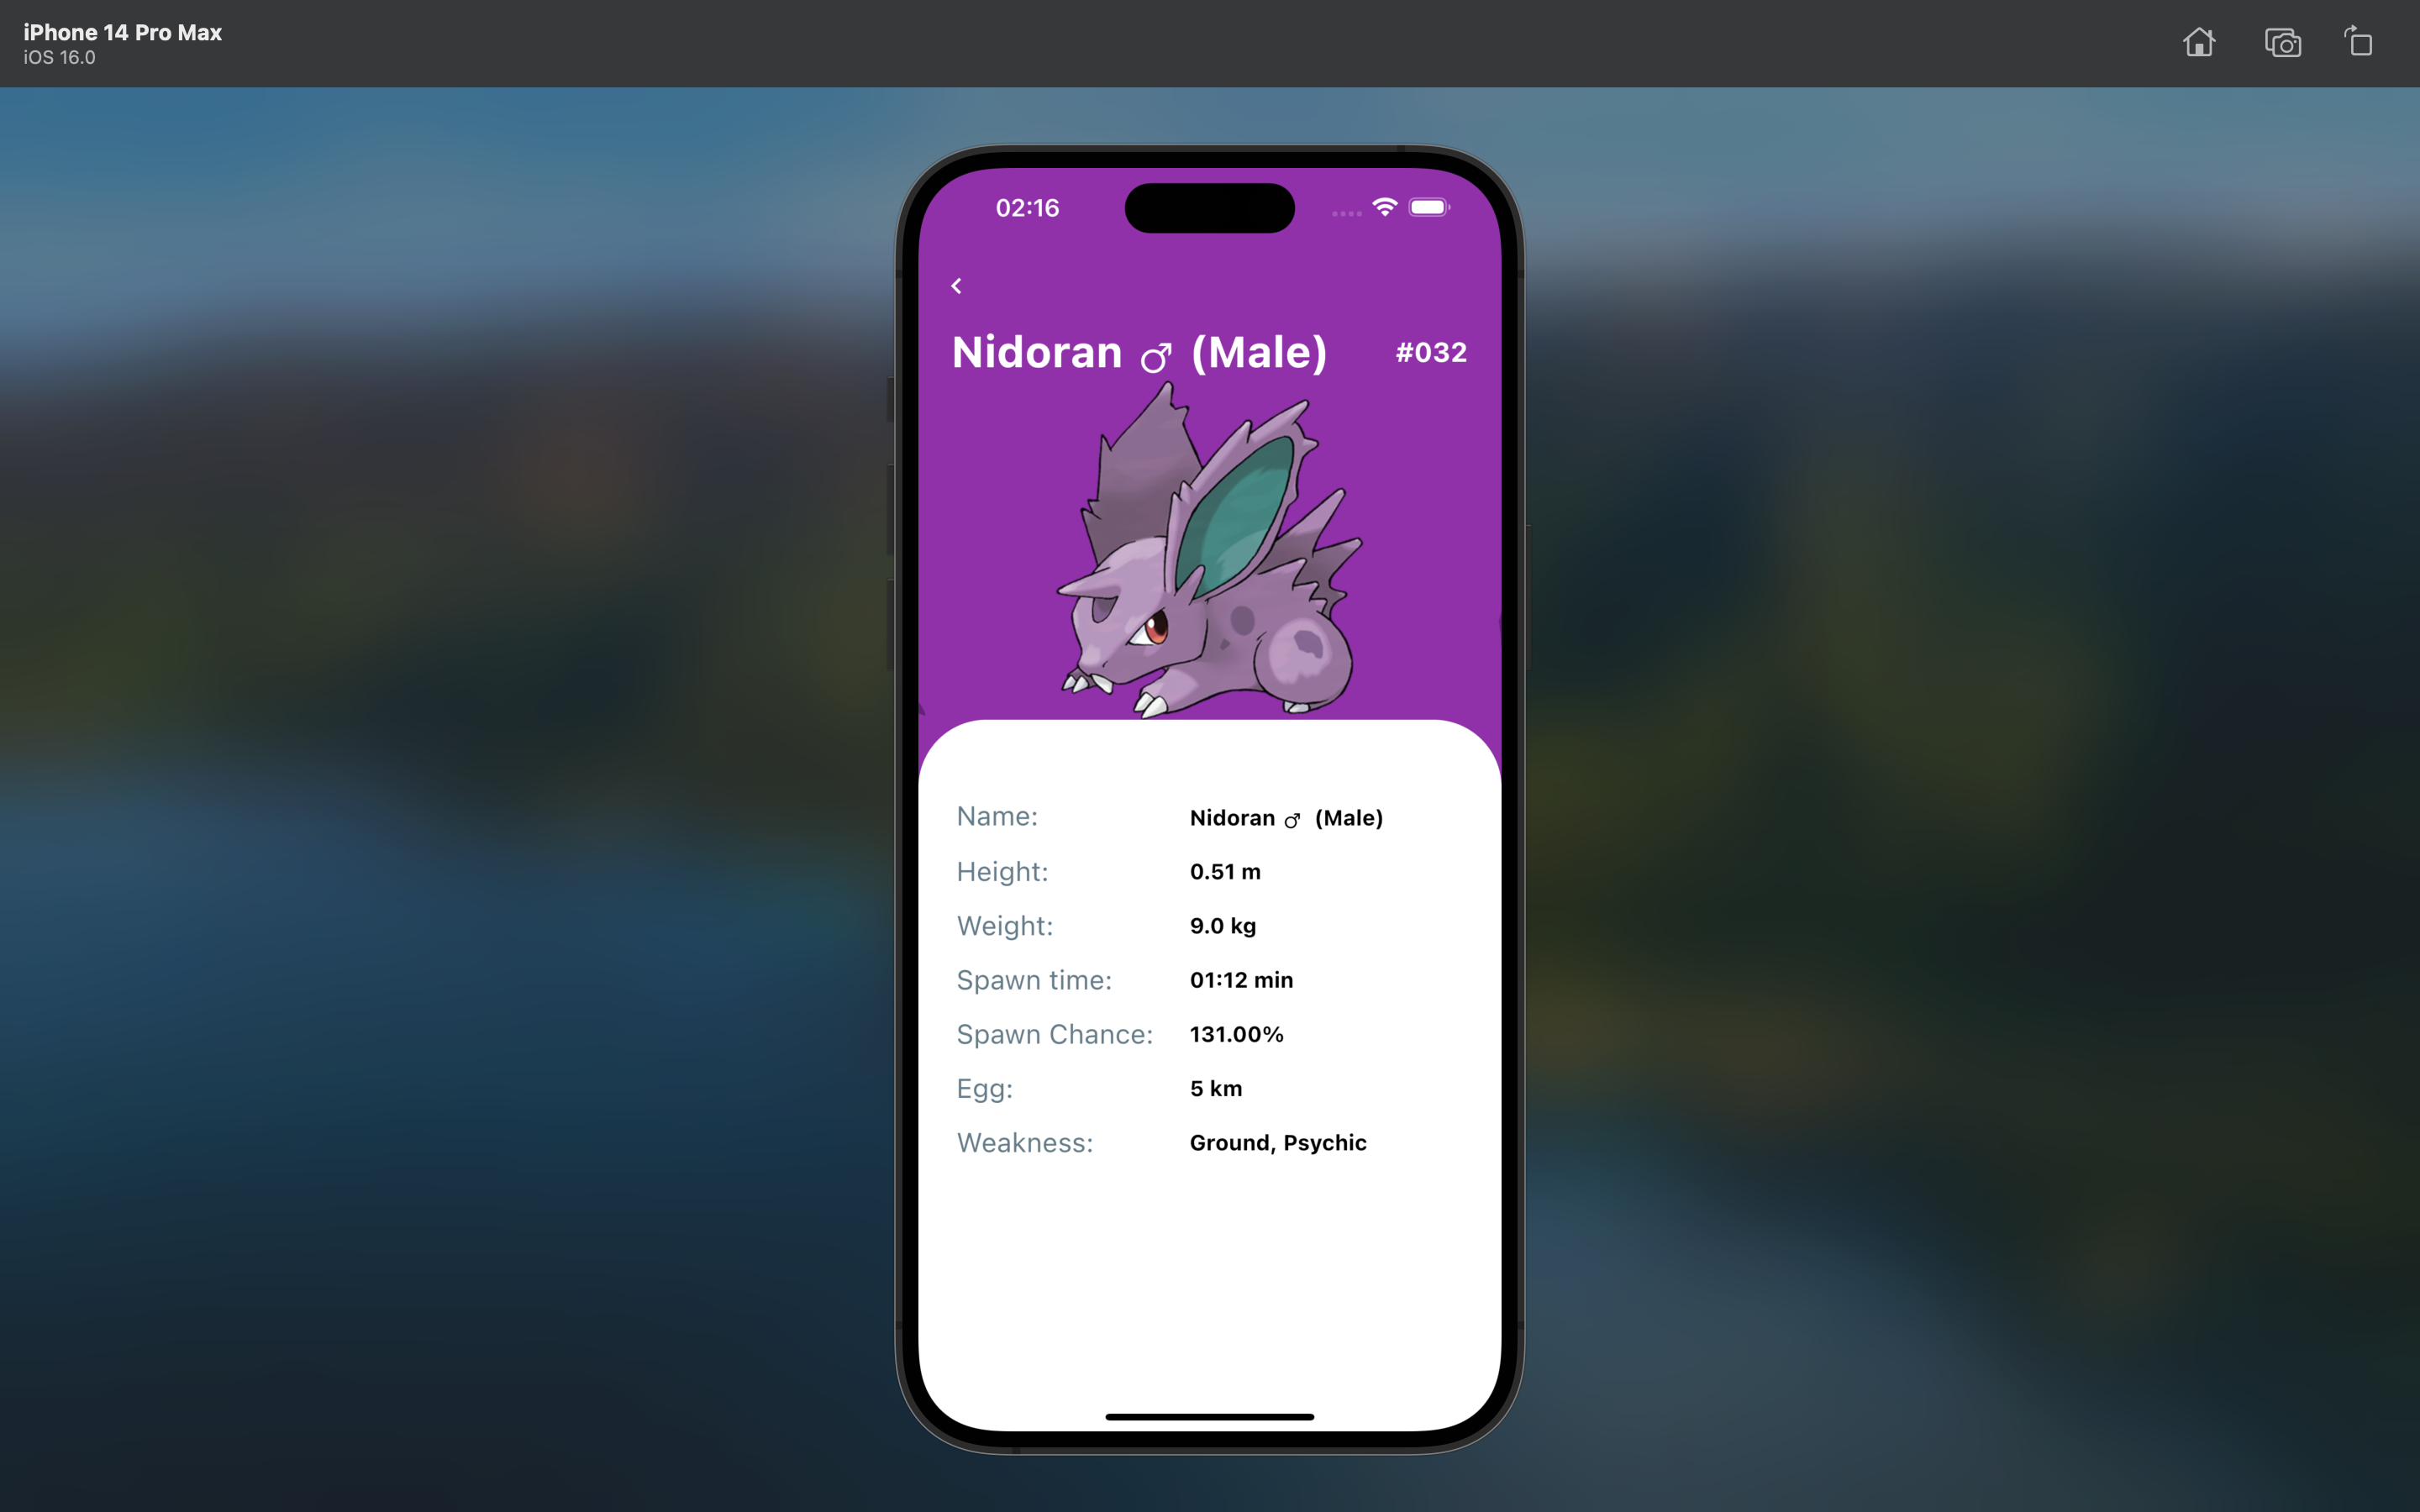 iPhone 14 Pro Max
iOS 16.0
02:16
Nidoran ♂ (Male) #032
Name: Nidoran ♂ (Male)
Height: 0.51 m
Weight: 9.0 kg
Spawn time: 01:12 min
Spawn Chance: 131.00%
Egg: 5 km
Weakness: Ground, Psychic